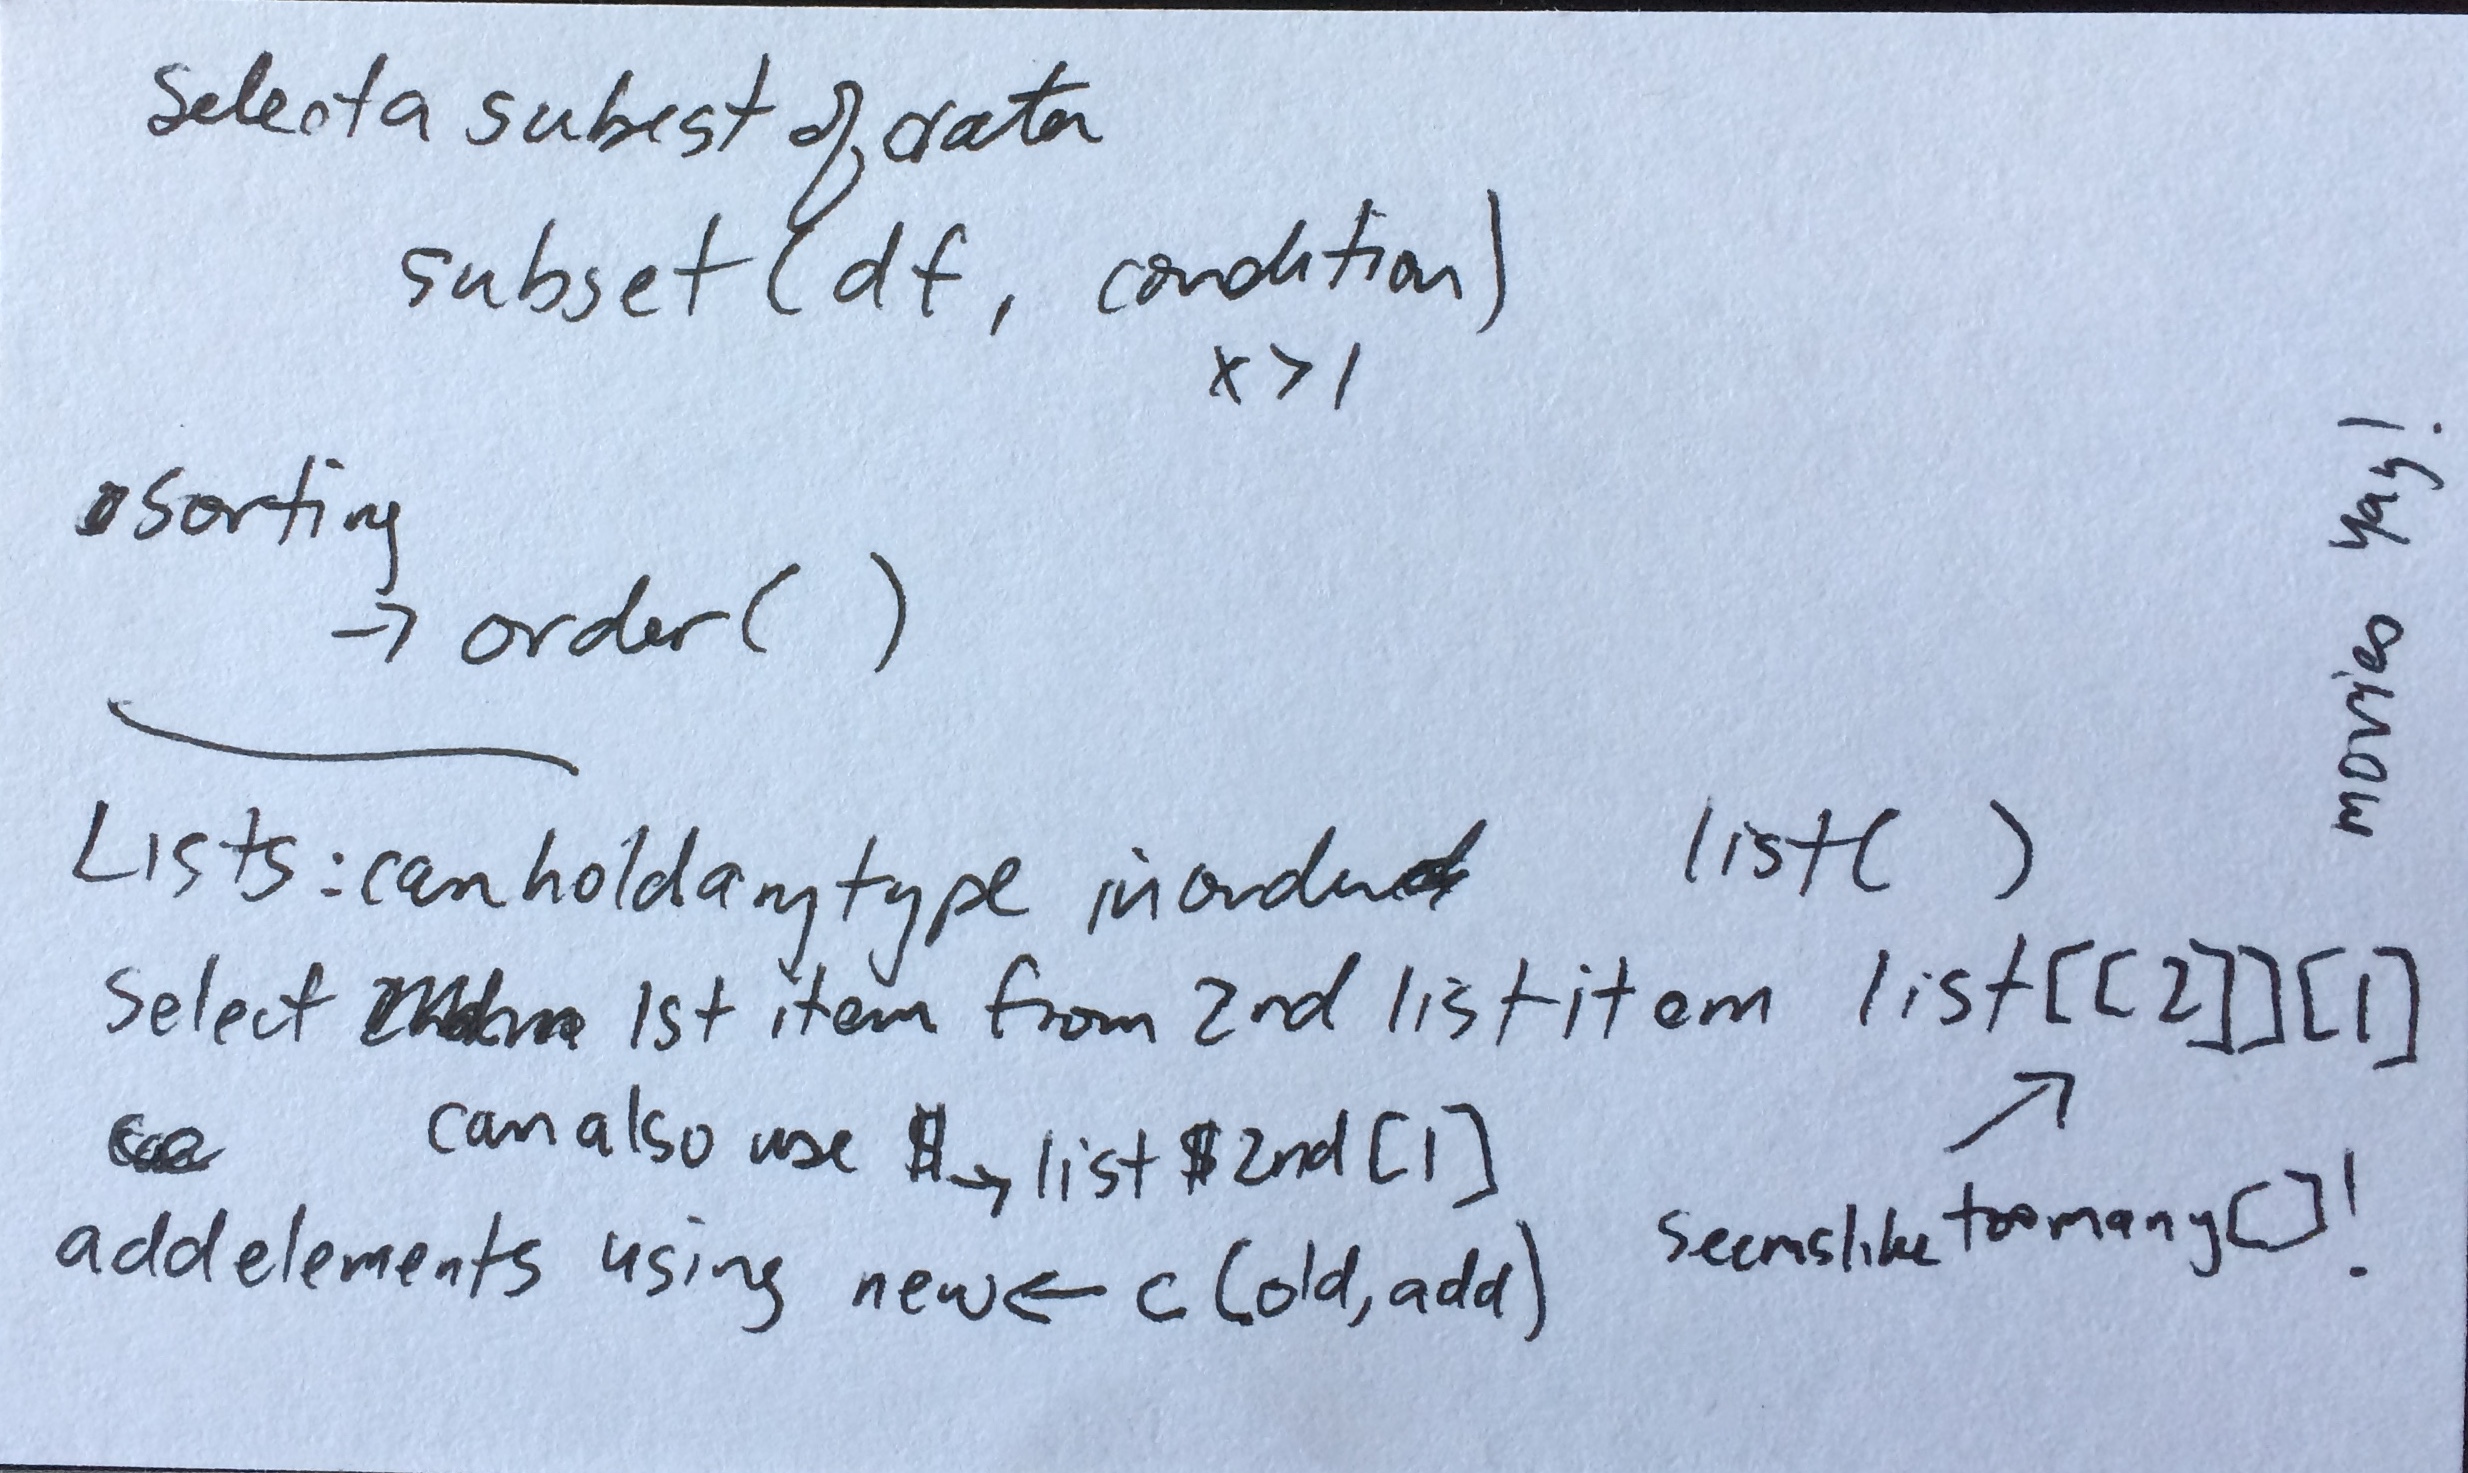 Select a subest of data
subset(df, condition)
x > 1
sorting
→ order( )
Lists: can hold any type in order list( )
Select 1st item from 2nd list item list[[2]][1]
can also use $ → list$2nd[1]
seems like too many []!
add elements using new ← c(old, add)
movies yay!